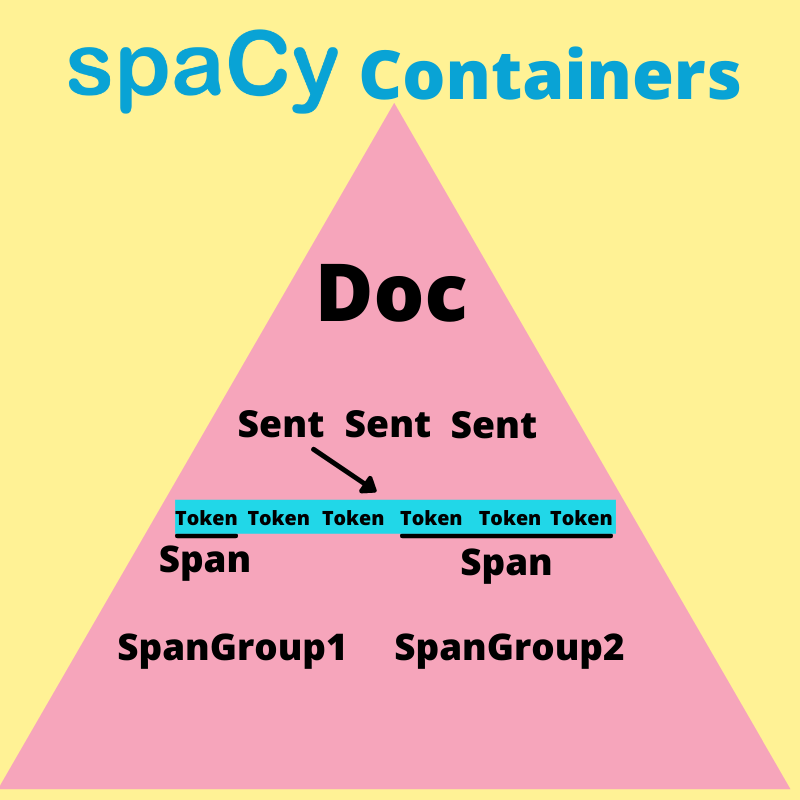 spaCy Containers
Doc
Sent Sent Sent
Token Token Token Token Token Token
Span Span
SpanGroup1 SpanGroup2